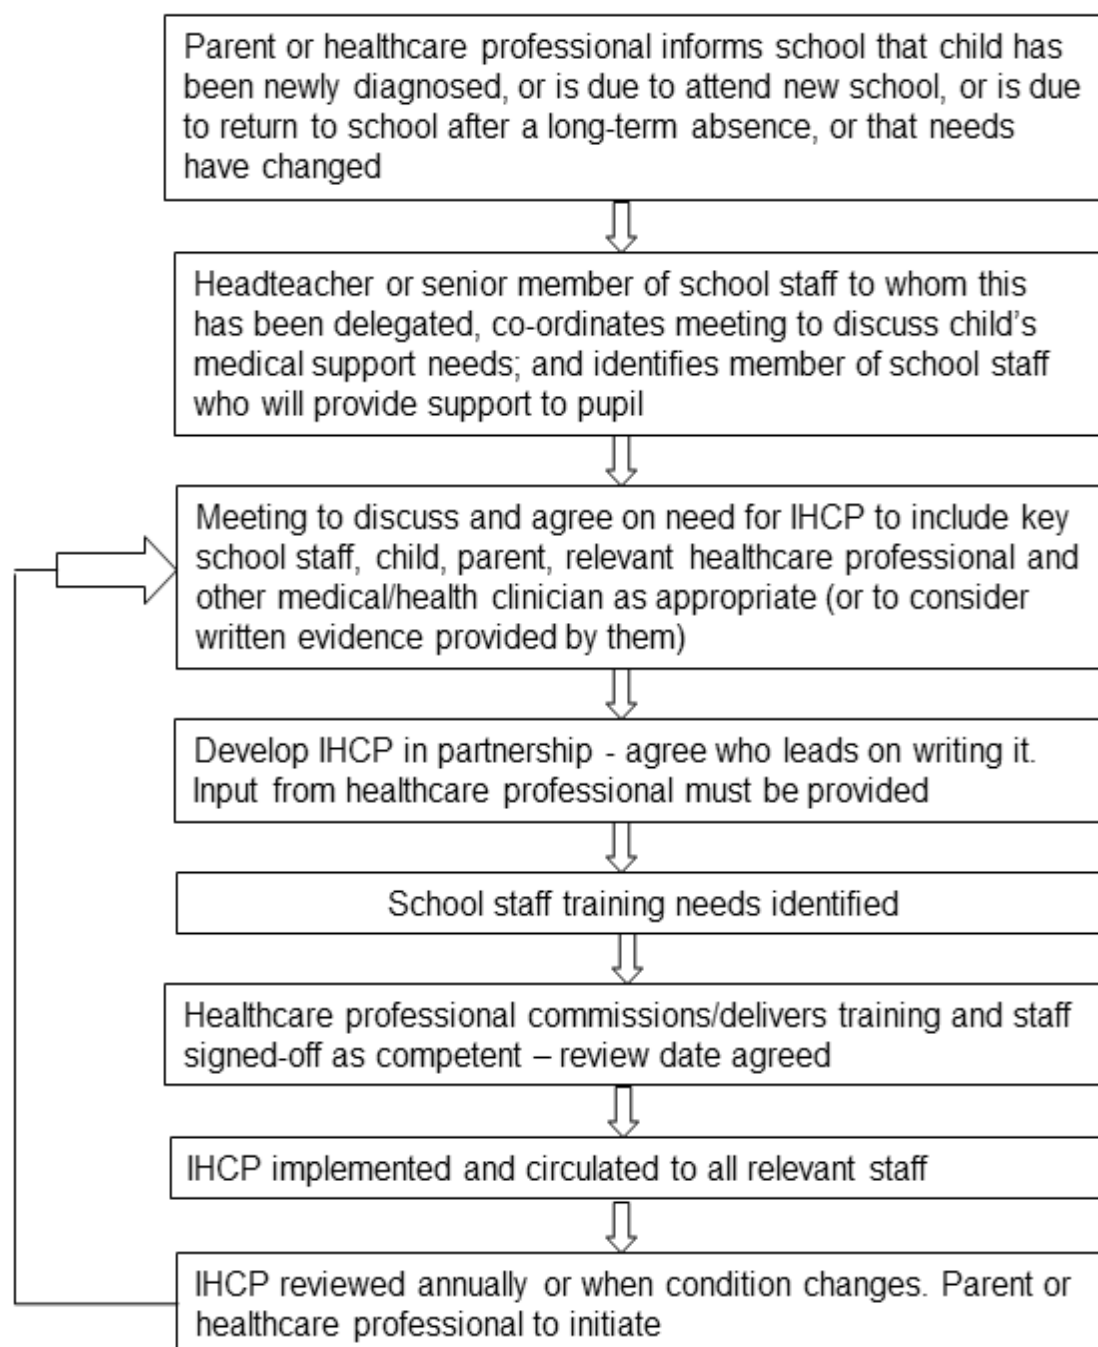 Parent or healthcare professional informs school that child has
been newly diagnosed, or is due to attend new school, or is due
to return to school after a long-term absence, or that needs
have changed
Headteacher or senior member of school staff to whom this
has been delegated, co-ordinates meeting to discuss child's
medical support needs; and identifies member of school staff
who will provide support to pupil
Meeting to discuss and agree on need for IHCP to include key
school staff, child, parent, relevant healthcare professional and
other medical/health clinician as appropriate (or to consider
written evidence provided by them)
Develop IHCP in partnership - agree who leads on writing it.
Input from healthcare professional must be provided
School staff training needs identified
Healthcare professional commissions/delivers training and staff
signed-off as competent – review date agreed
IHCP implemented and circulated to all relevant staff
IHCP reviewed annually or when condition changes. Parent or
healthcare professional to initiate